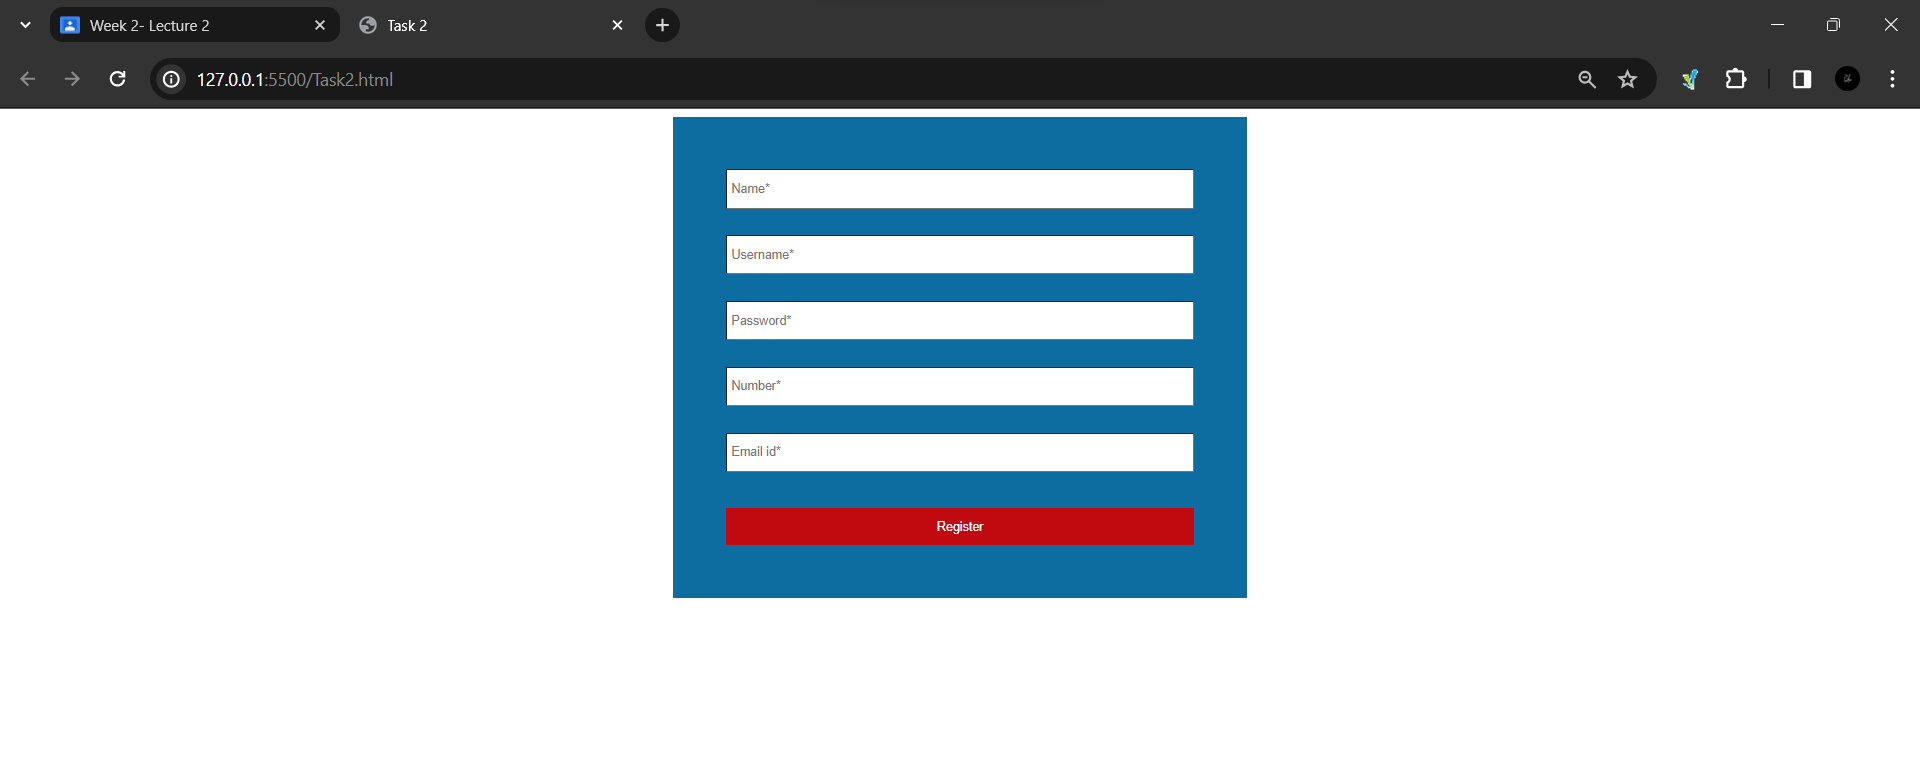 Week 2- Lecture 2
Task 2
127.0.0.1:5500/Task2.html
Name*
Username*
Password*
Number*
Email id*
Register